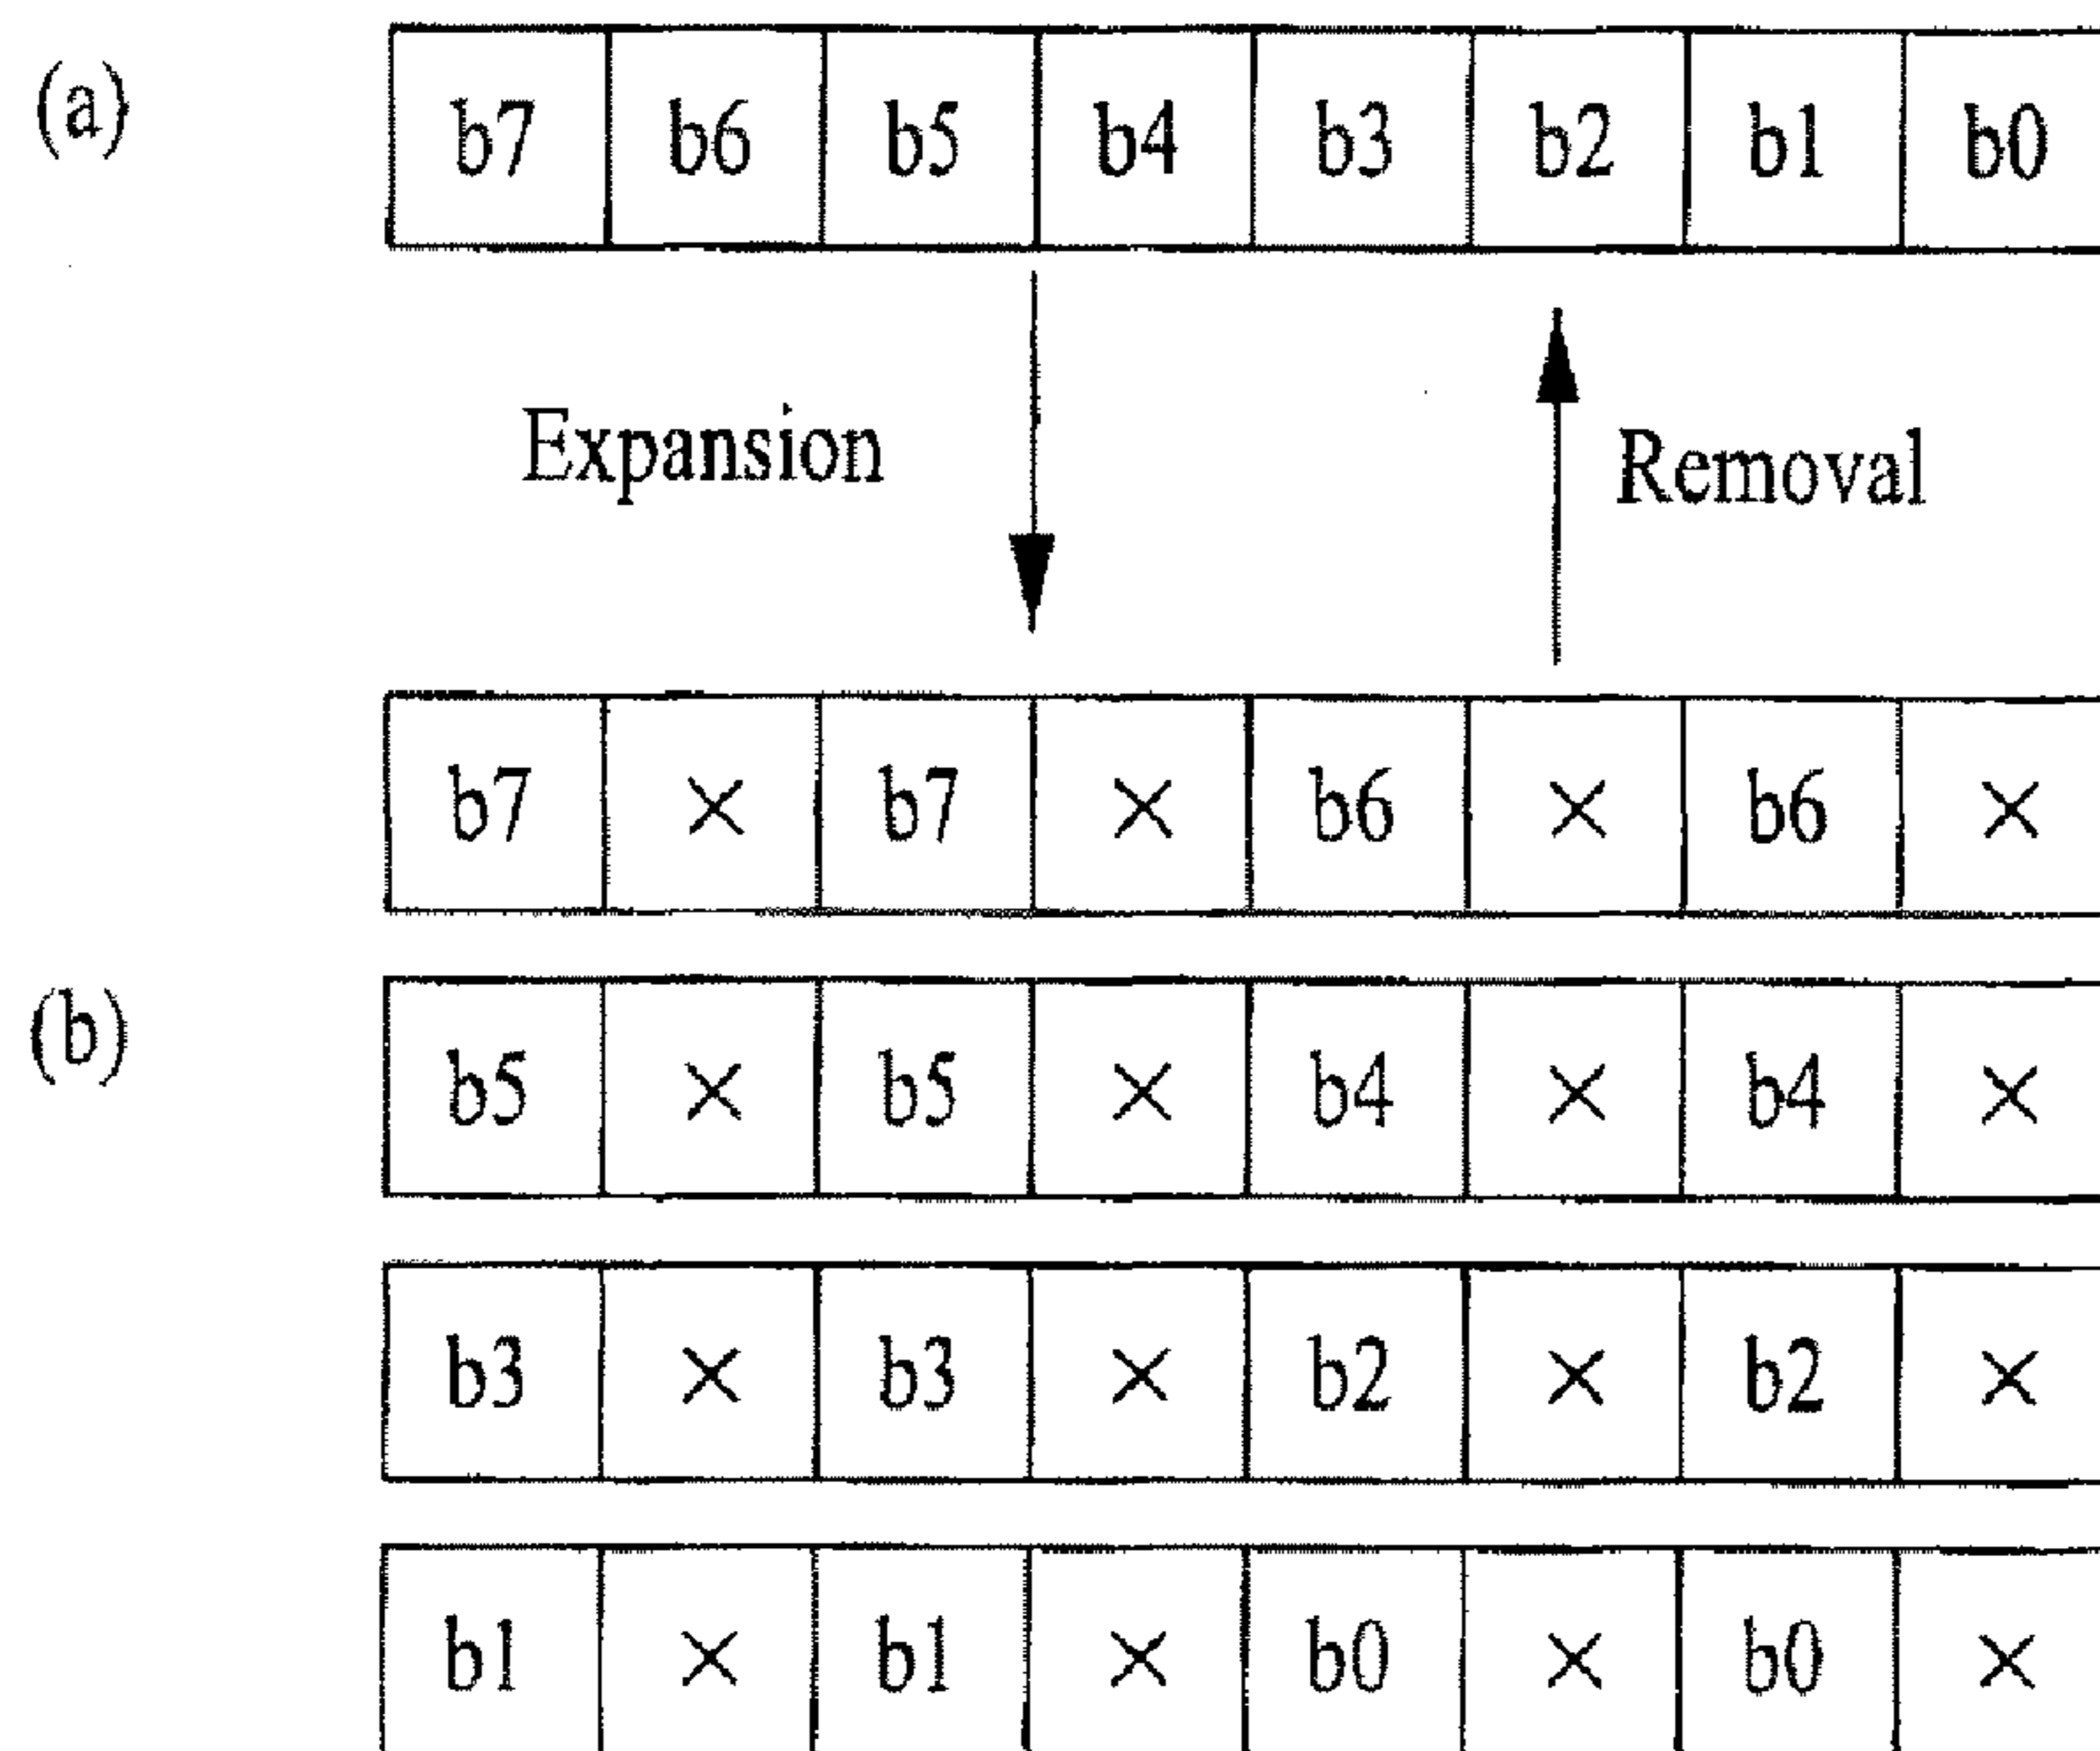 (a) b7 b6 b5 b4 b3 b2 b1 b0
Expansion Removal
b7 × b7 × b6 × b6 ×
(b) b5 × b5 × b4 × b4 ×
b3 × b3 × b2 × b2 ×
b1 × b1 × b0 × b0 ×